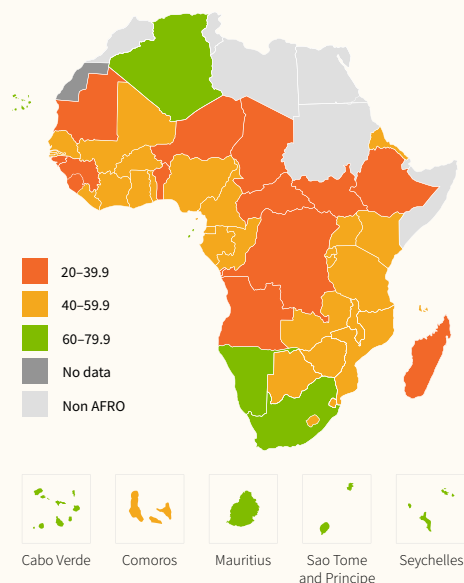 20–39.9
40–59.9
60–79.9
No data
Non AFRO
Cabo Verde
Comoros
Mauritius
Sao Tome
and Principe
Seychelles